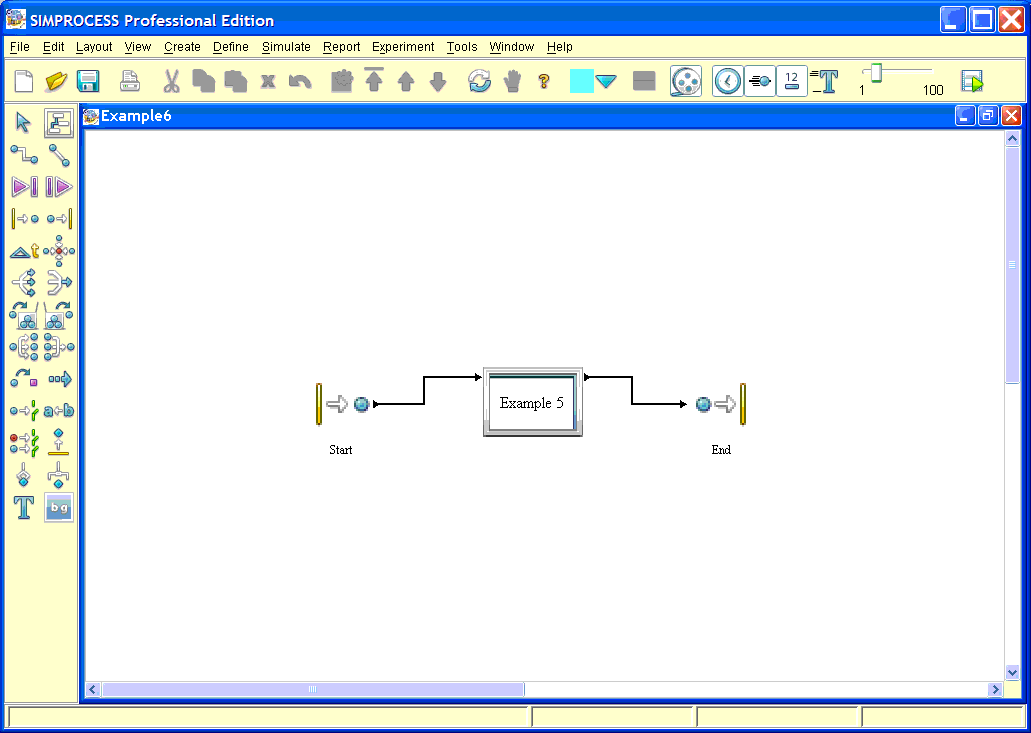 SIMPROCESS Professional Edition
File Edit Layout View Create Define Simulate Report Experiment Tools Window Help
? 12 T 1 100
Example6
t
a b
T bg
Example 5
Start End